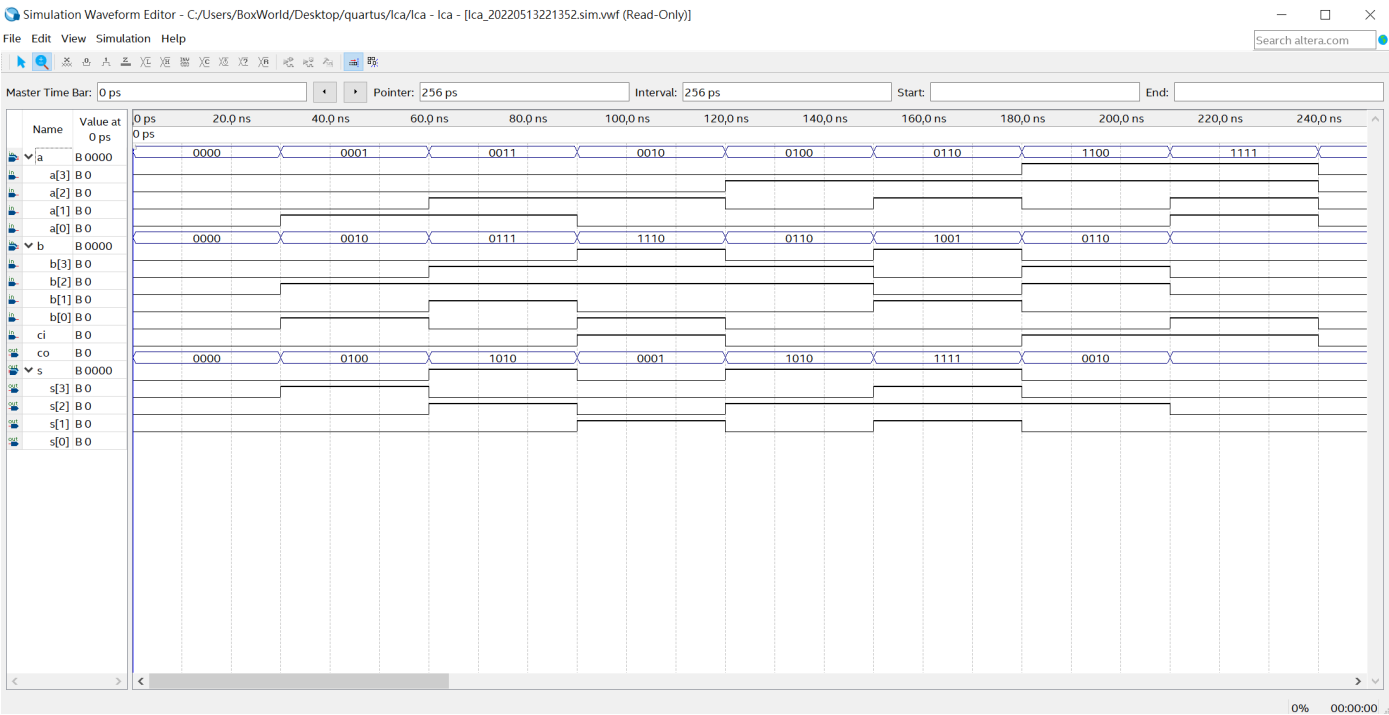 Simulation Waveform Editor - C:/Users/BoxWorld/Desktop/quartus/lca/lca - lca - [lca_20220513221352.sim.vwf (Read-Only)]
File Edit View Simulation Help
Search altera.com
Master Time Bar: 0 ps Pointer: 256 ps Interval: 256 ps Start: End:
Name Value at 0 ps
0 ps 20.0 ns 40.0 ns 60.0 ns 80.0 ns 100,0 ns 120,0 ns 140,0 ns 160,0 ns 180,0 ns 200,0 ns 220,0 ns 240,0 ns
0 ps
a B 0000 0000 0001 0011 0010 0100 0110 1100 1111
a[3] B 0
a[2] B 0
a[1] B 0
a[0] B 0
b B 0000 0000 0010 0111 1110 0110 1001 0110
b[3] B 0
b[2] B 0
b[1] B 0
b[0] B 0
ci B 0
co B 0
s B 0000 0000 0100 1010 0001 1010 1111 0010
s[3] B 0
s[2] B 0
s[1] B 0
s[0] B 0
0% 00:00:00